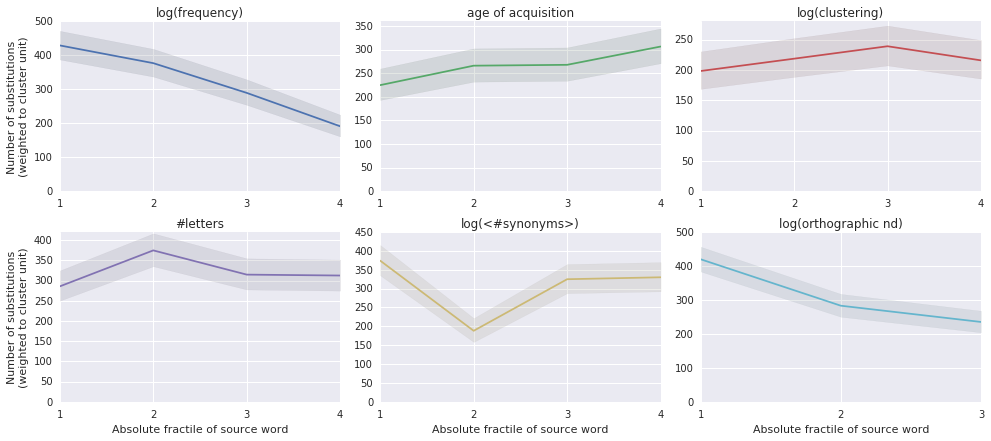 log(frequency)
500
400
300
200
100
0
1 2 3 4
Number of substitutions
(weighted to cluster unit)
age of acquisition
350
300
250
200
150
100
50
0
1 2 3 4
log(clustering)
250
200
150
100
50
0
1 2 3 4
#letters
400
350
300
250
200
150
100
50
0
1 2 3 4
Number of substitutions
(weighted to cluster unit)
Absolute fractile of source word
log(<#synonyms>)
450
400
350
300
250
200
150
100
50
0
1 2 3 4
Absolute fractile of source word
log(orthographic nd)
500
400
300
200
100
0
1 2 3
Absolute fractile of source word